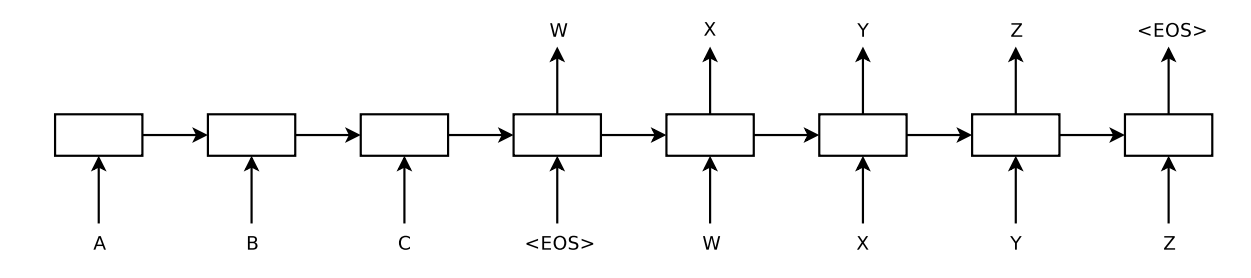 W X Y Z <EOS>
A B C <EOS> W X Y Z